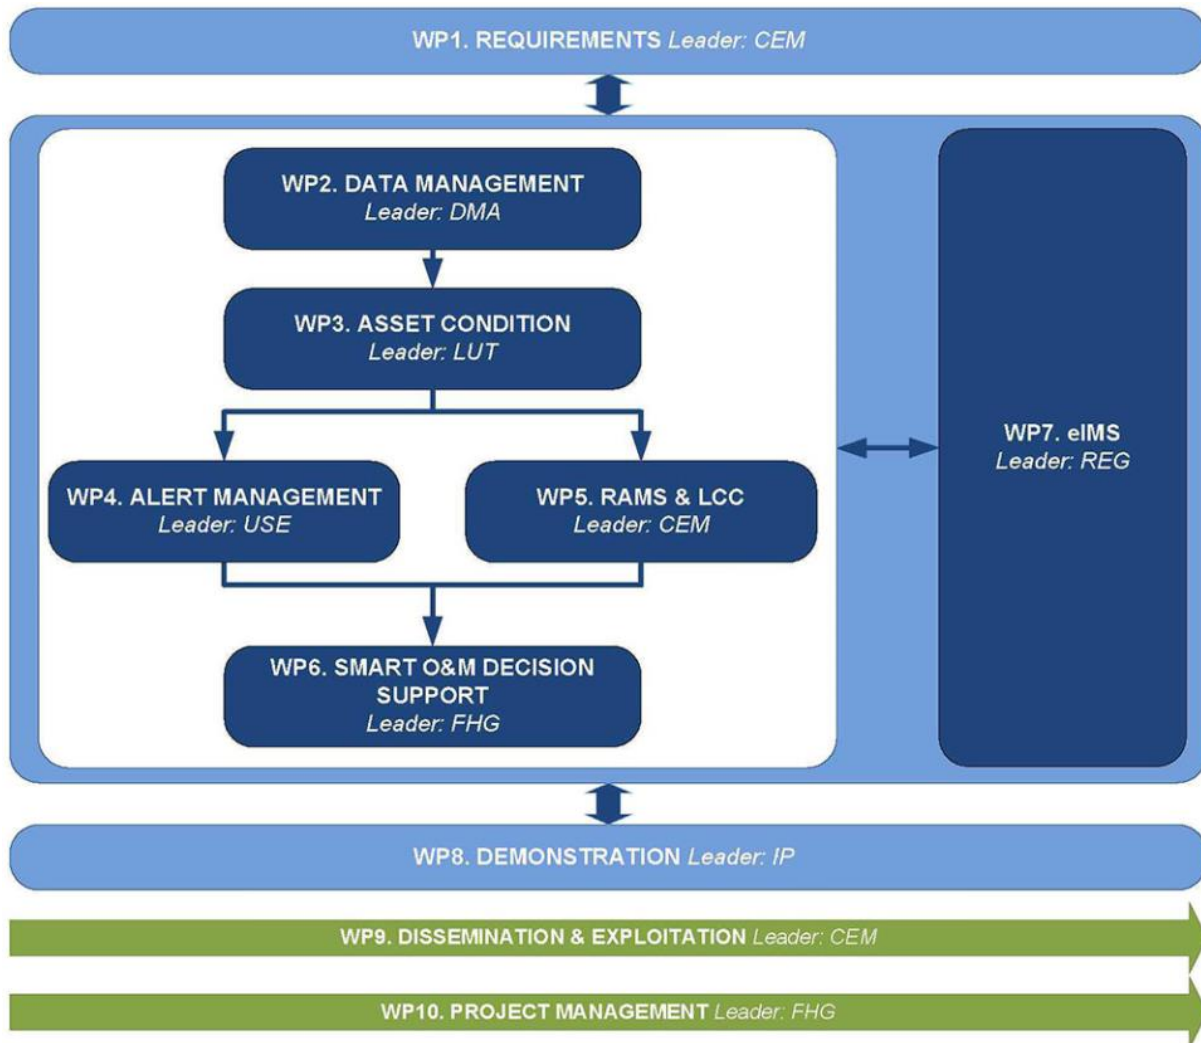 WP1. REQUIREMENTS Leader: CEM
WP2. DATA MANAGEMENT
Leader: DMA
WP3. ASSET CONDITION
Leader: LUT
WP4. ALERT MANAGEMENT
Leader: USE
WP5. RAMS & LCC
Leader: CEM
WP6. SMART O&M DECISION
SUPPORT
Leader: FHG
WP7. eIMS
Leader: REG
WP8. DEMONSTRATION Leader: IP
WP9. DISSEMINATION & EXPLOITATION Leader: CEM
WP10. PROJECT MANAGEMENT Leader: FHG